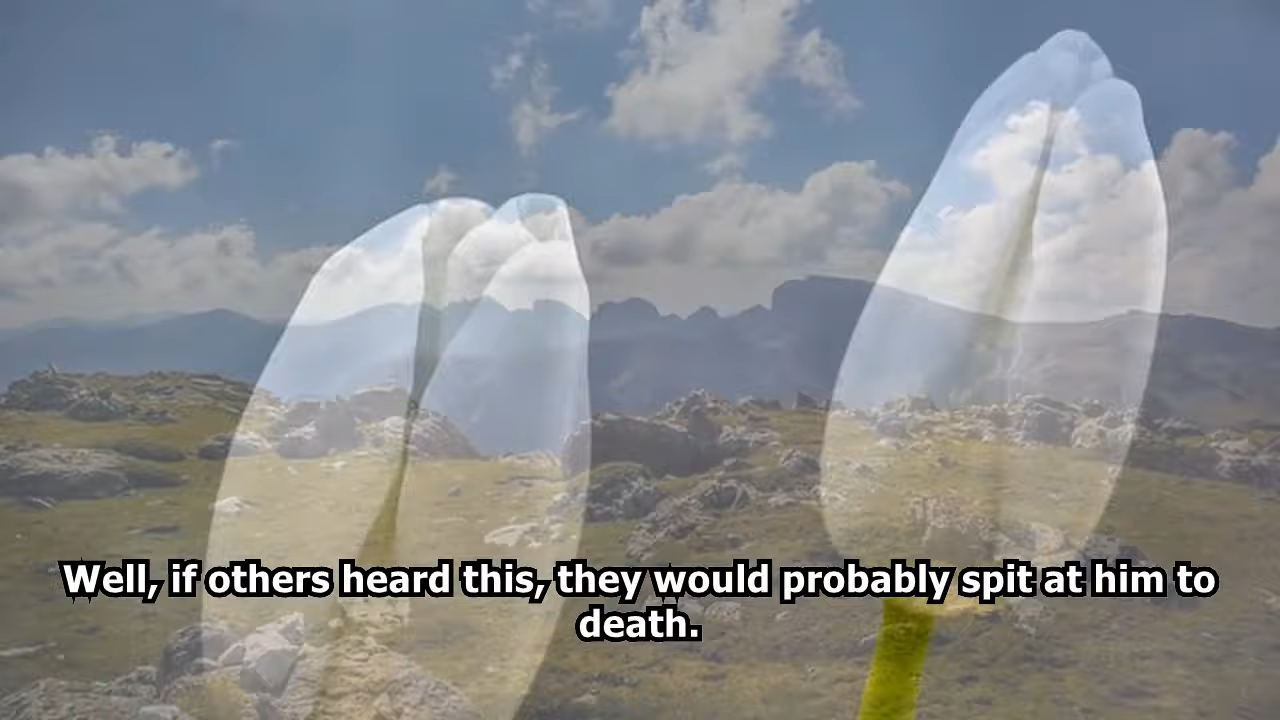 Well, if others heard this, they would probably spit at him to
death.